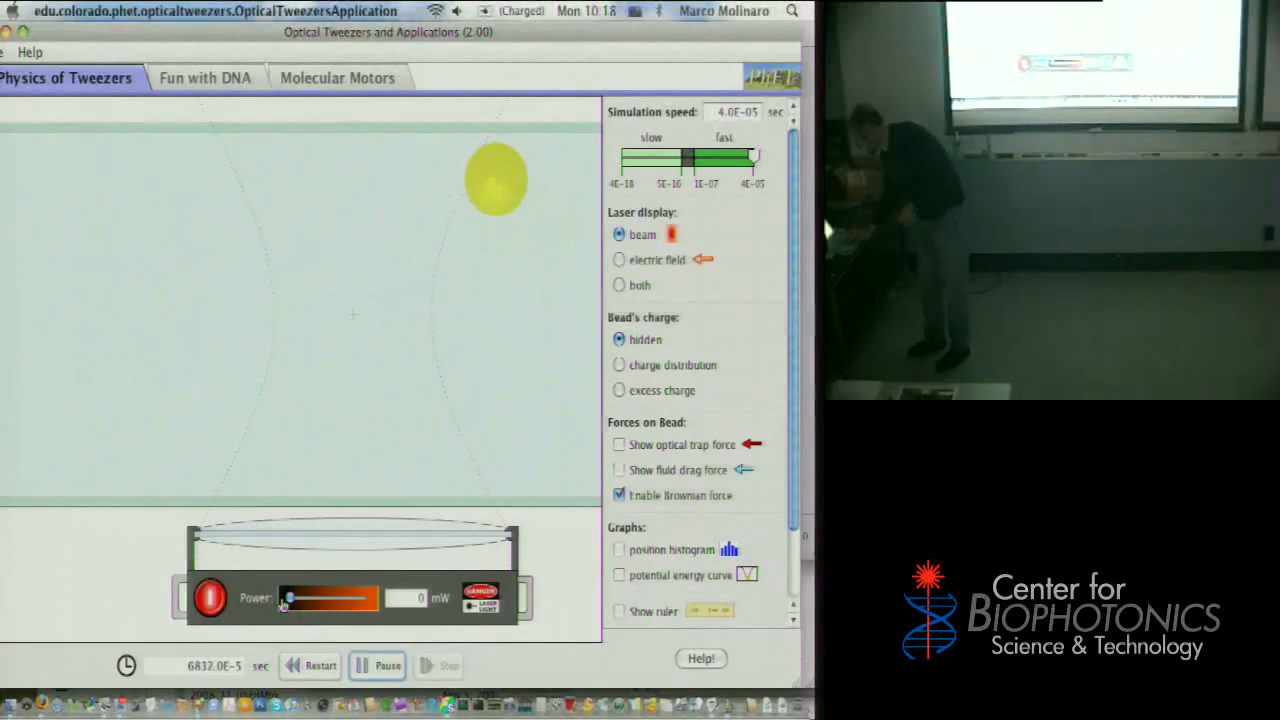 edu.colorado.phet.opticaltweezers.OpticalTweezersApplication (Charged) Mon 10:18 Marco Molinaro
Optical Tweezers and Applications (2.00)
Help
Physics of Tweezers Fun with DNA Molecular Motors PhET
Simulation speed: 4.0E-05 sec
slow fast
4E-18 5E-16 1E-07 4E-05
Laser display:
beam
electric field
both
Bead's charge:
hidden
charge distribution
excess charge
Forces on Bead:
Show optical trap force
Show fluid drag force
Enable Brownian force
Graphs:
position histogram
potential energy curve
Show ruler
Power: 0 mW
DANGER
LASER
LIGHT
6832.0E-5 sec Restart Pause Step
Help!
Center for
BIOPHOTONICS
Science & Technology